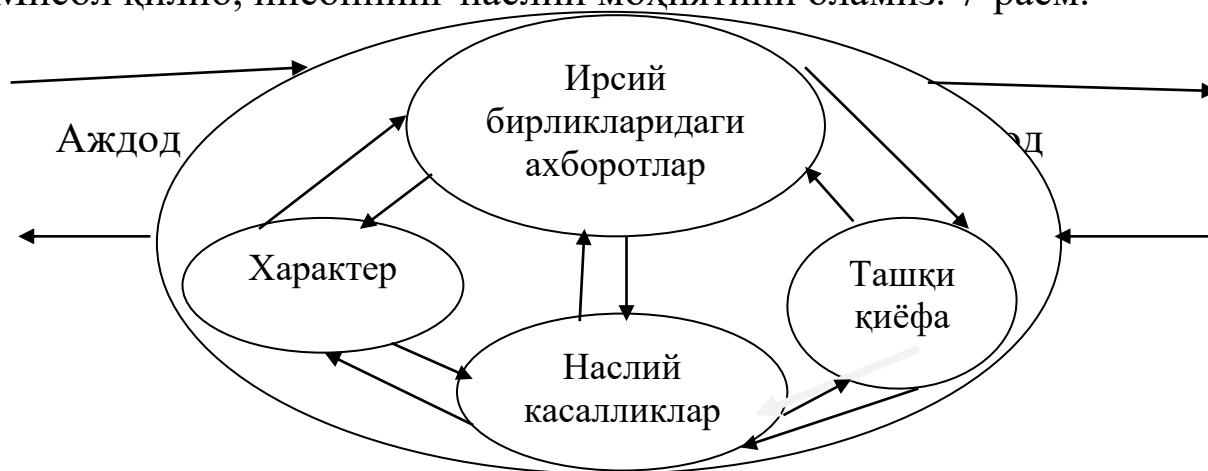 Мисол қилиб, инсоннинг наслий моҳиятини оламиз. 7-расм.
Ирсий
бирликларидаги
ахборотлар
Аждод
Характер
Ташқи
қиёфа
Наслий
касалликлар